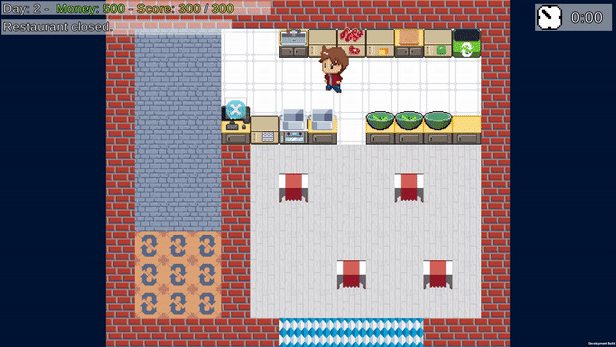 Day: 2 - Money: 500 - Score: 300 / 300
Restaurant closed.
0:00
Development Build